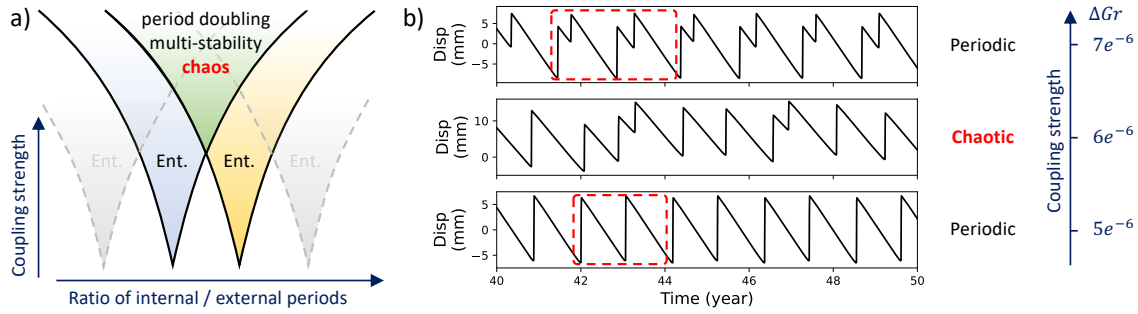 a)
period doubling
multi-stability
chaos
Ent.
Ent.
Ent.
Ent.
Coupling strength
Ratio of internal / external periods
b)
Disp
(mm)
5
0
−5
Periodic
Disp
(mm)
10
0
Chaotic
Disp
(mm)
5
0
−5
Periodic
40
42
44
46
48
50
Time (year)
Coupling strength
ΔGr
7e⁻⁶
6e⁻⁶
5e⁻⁶